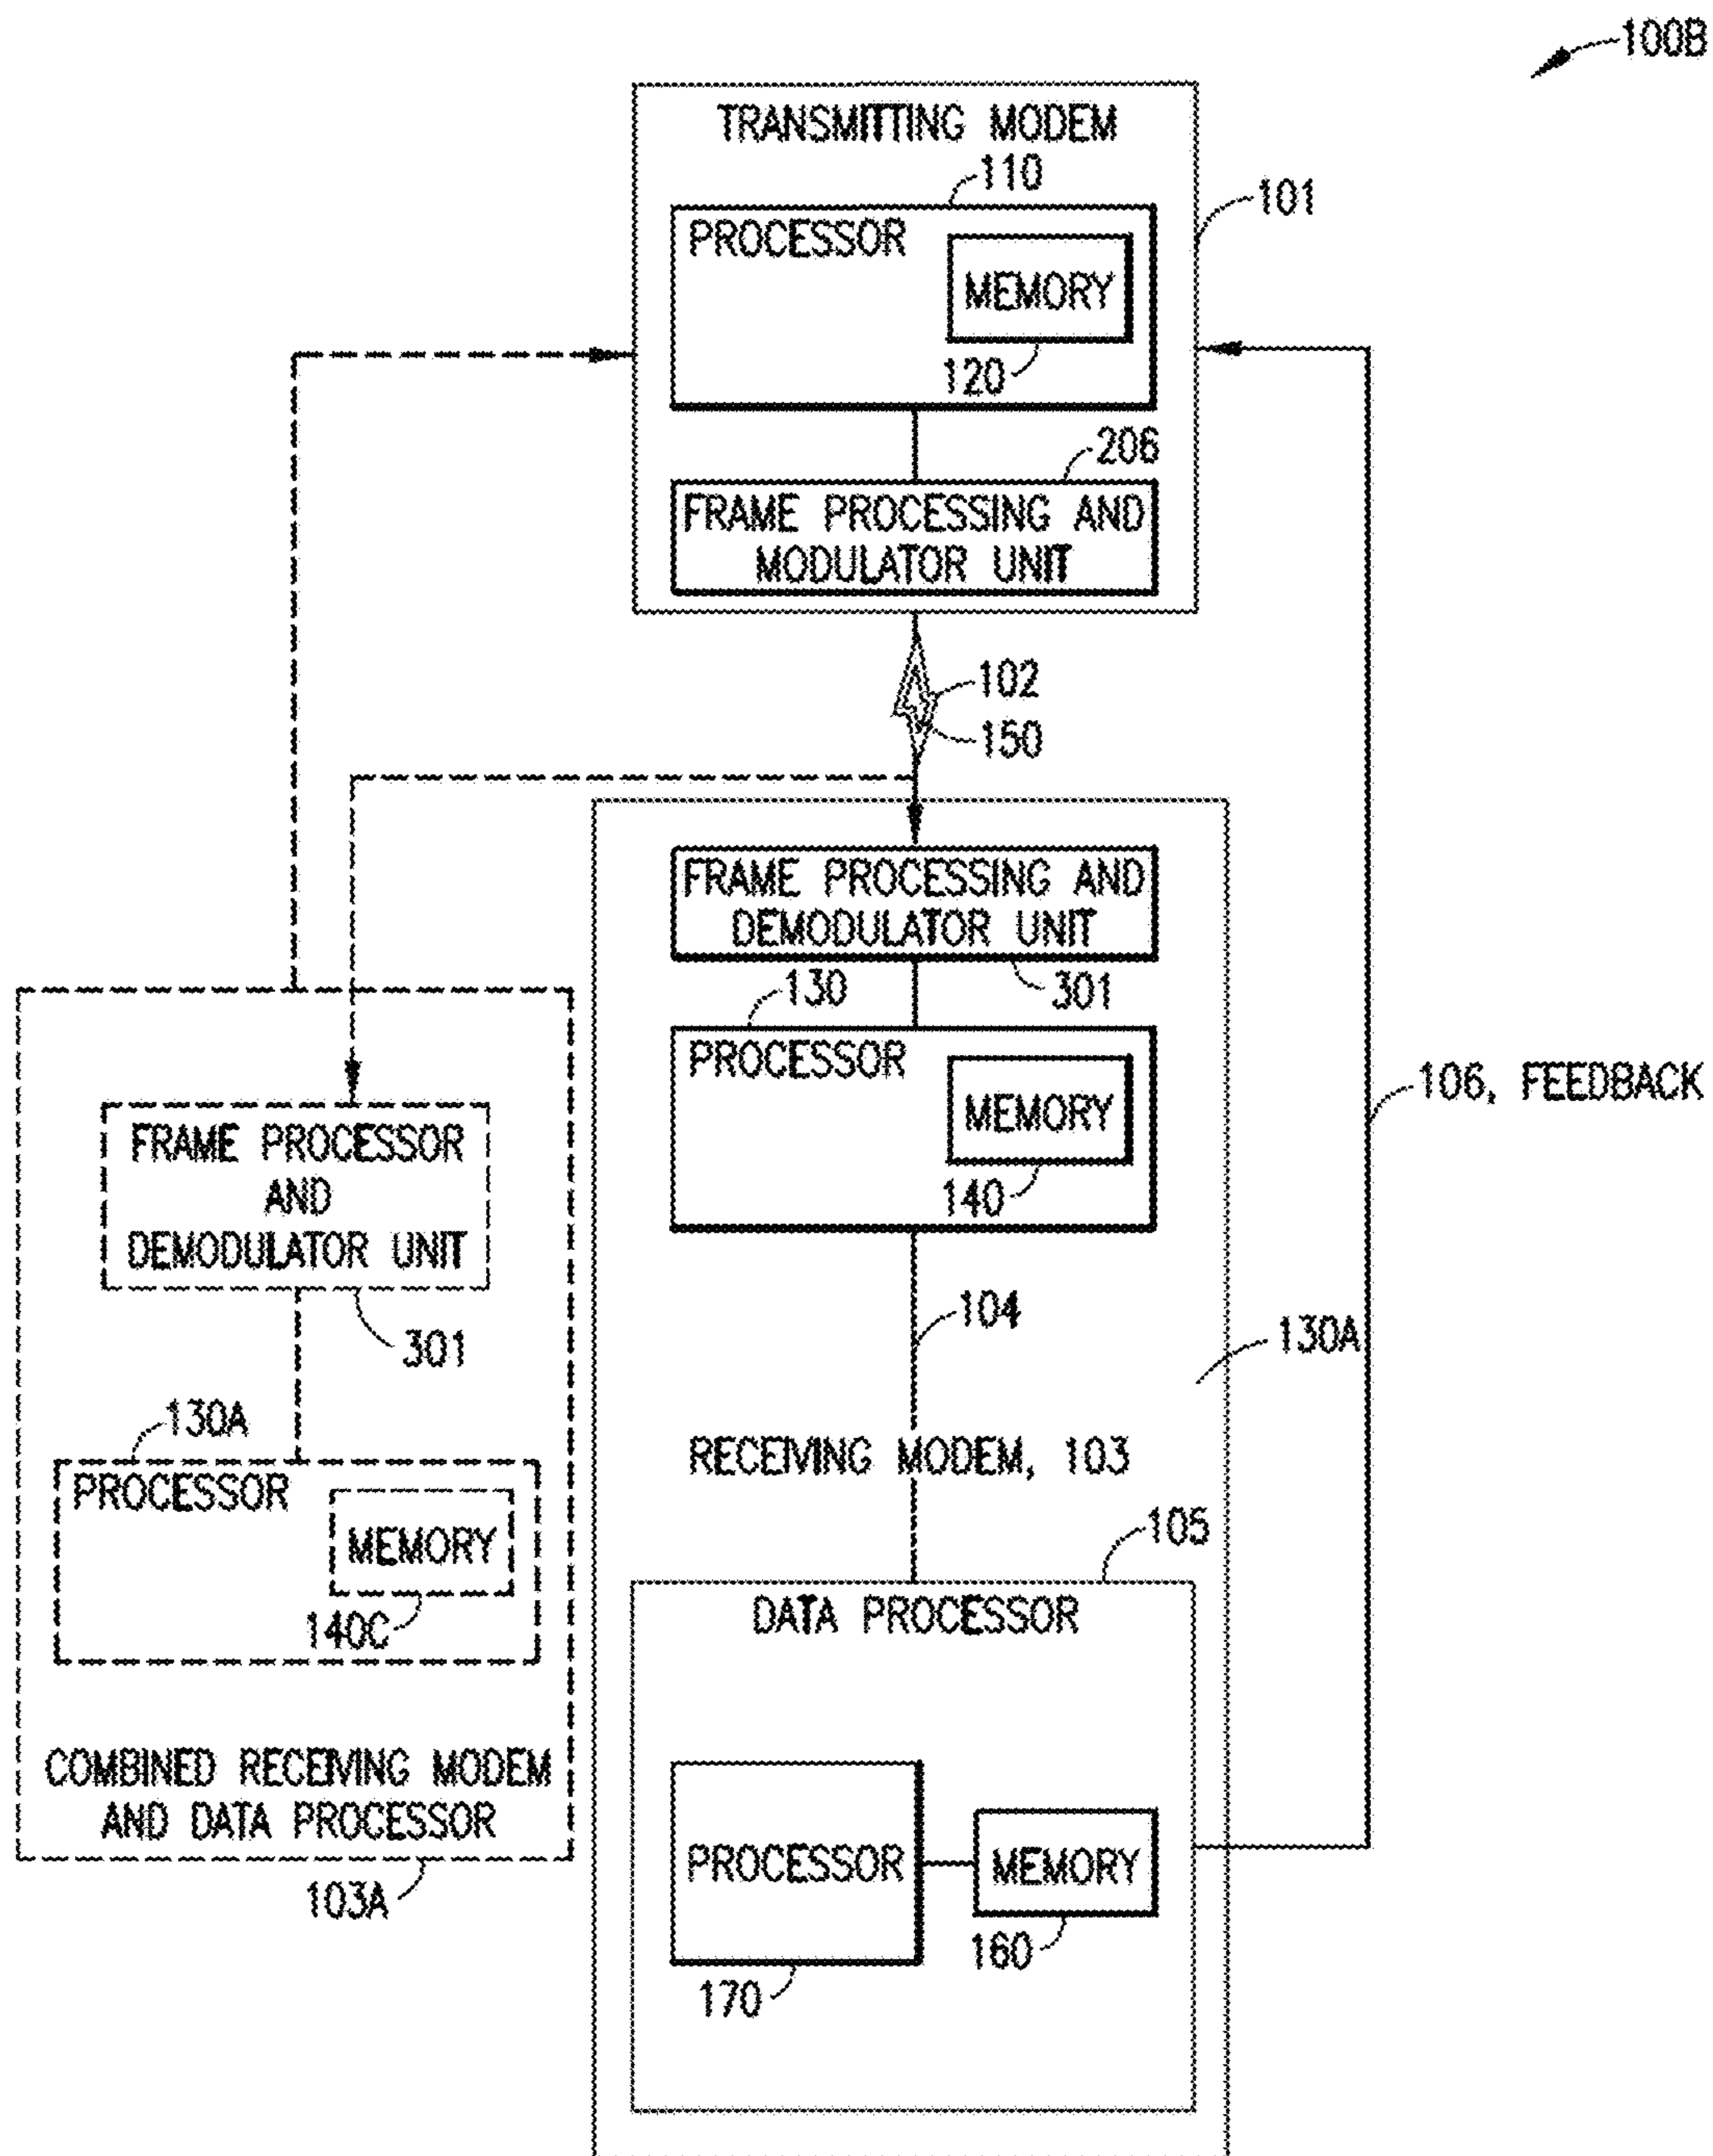 100B
TRANSMITTING MODEM
110
101
PROCESSOR
MEMORY
120
206
FRAME PROCESSING AND
MODULATOR UNIT
102
150
FRAME PROCESSING AND
DEMODULATOR UNIT
130
301
PROCESSOR
MEMORY
140
106, FEEDBACK
FRAME PROCESSOR
AND
DEMODULATOR UNIT
301
104
130A
130A
PROCESSOR
MEMORY
140C
RECEIVING MODEM, 103
105
DATA PROCESSOR
COMBINED RECEIVING MODEM
AND DATA PROCESSOR
103A
PROCESSOR
MEMORY
160
170